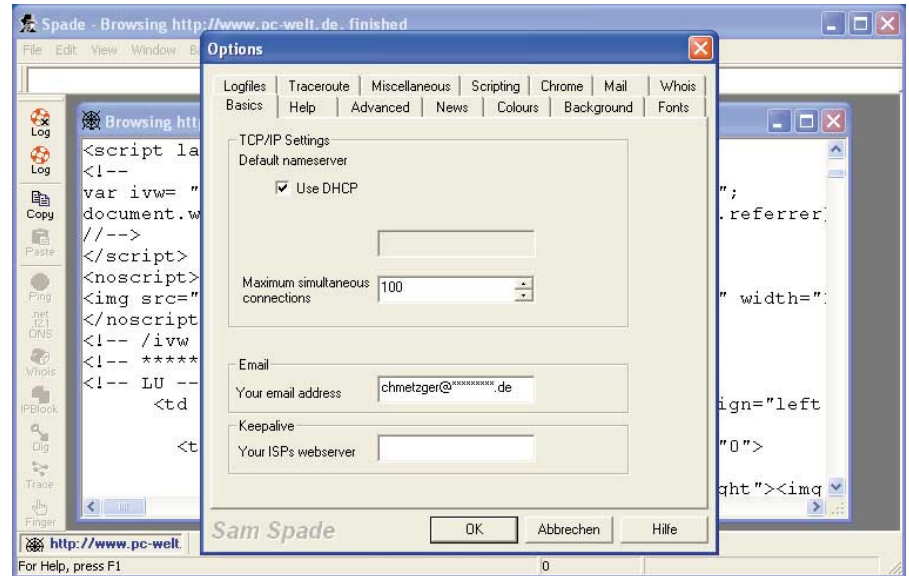 Spade - Browsing http://www.pc-welt.de, finished
File Edit View Window
Options
Logfiles Traceroute Miscellaneous Scripting Chrome Mail Whois
Basics Help Advanced News Colours Background Fonts
TCP/IP Settings
Default nameserver
Use DHCP
Maximum simultaneous connections 100
Email
Your email address chmetzger@*********.de
Keepalive
Your ISPs webserver
Sam Spade
OK Abbrechen Hilfe
Log
Log
Copy
Paste
Ping
.net
12.1
DNS
Whois
IPBlock
Dig
Trace
Finger
Browsing htt
<script la
<!--
var ivw= " ";
document.w .referrer)
//-->
</script>
<noscript>
<img src=" " width="
</noscript
<!-- /ivw
<!-- *****
<!-- LU --
<td ign="left
<t "0">
ght"><img
http://www.pc-welt.
For Help, press F1
0